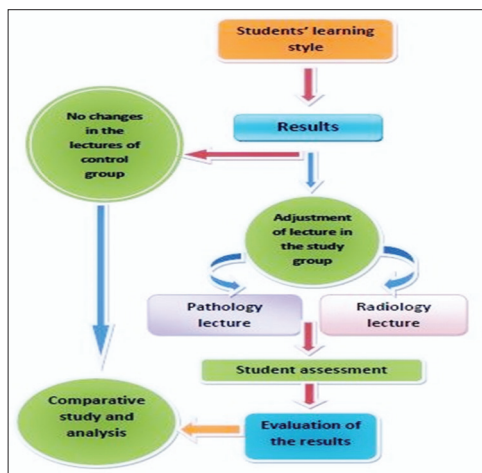 Students' learning
style
Results
No changes
in the
lectures of
control
group
Adjustment
of lecture in
the study
group
Pathology
lecture
Radiology
lecture
Student assessment
Evaluation of
the results
Comparative
study and
analysis